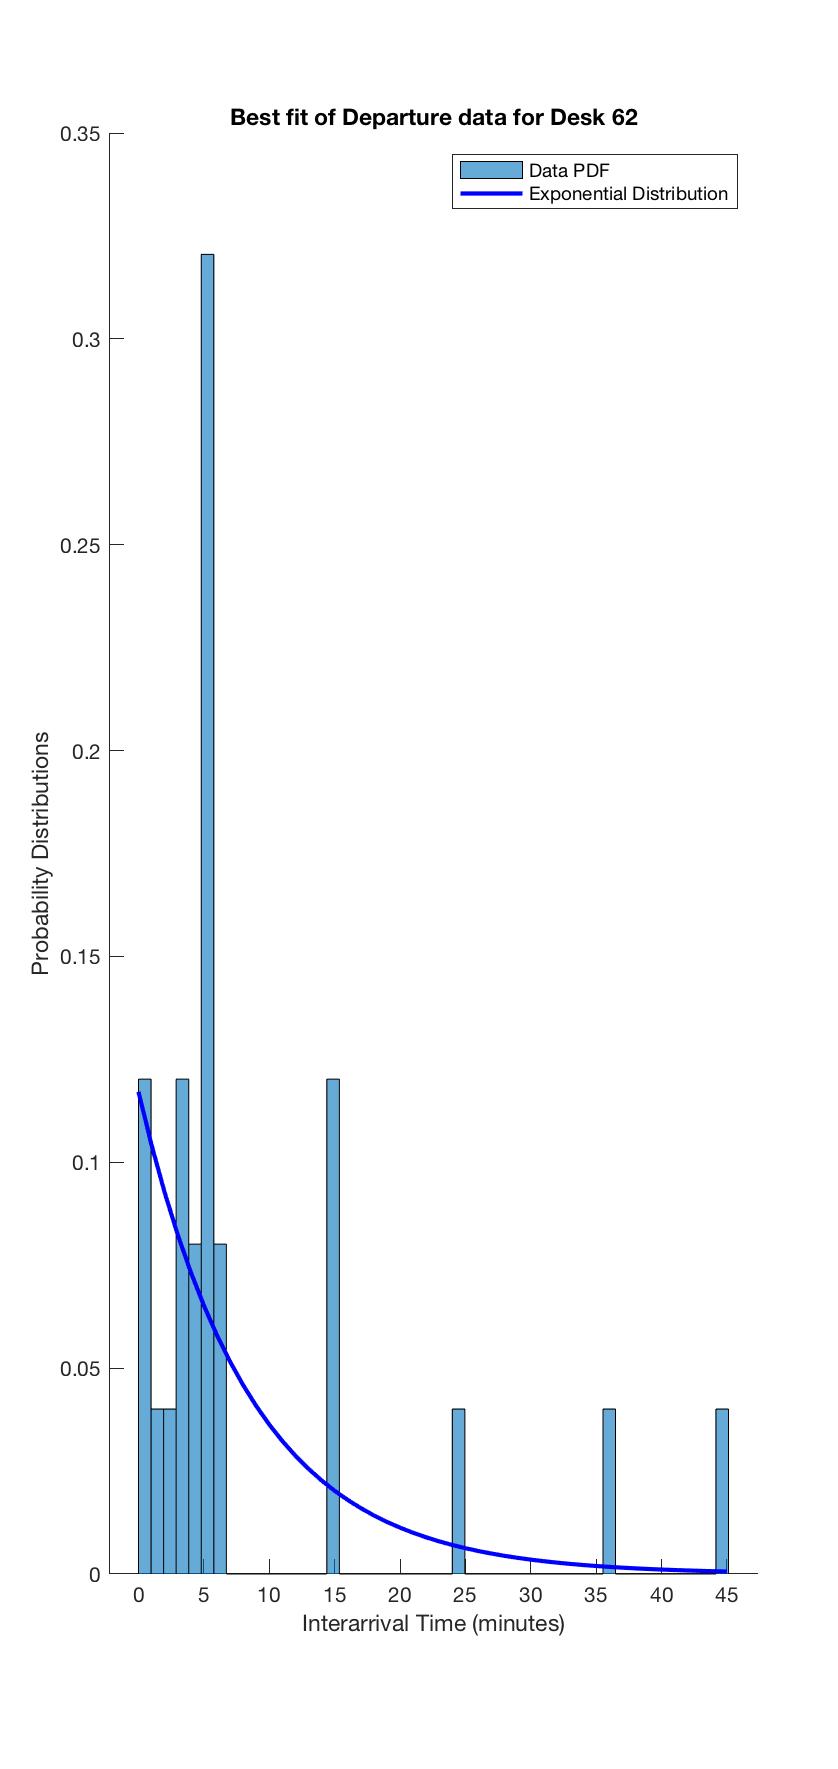 Best fit of Departure data for Desk 62
Data PDF
Exponential Distribution
Probability Distributions
0.35
0.3
0.25
0.2
0.15
0.1
0.05
0
0 5 10 15 20 25 30 35 40 45
Interarrival Time (minutes)